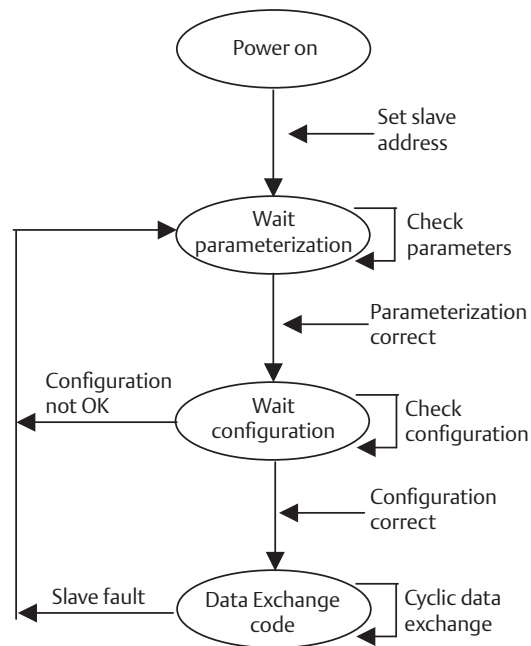 Power on
Set slave
address
Wait
parameterization
Check
parameters
Parameterization
correct
Configuration
not OK
Wait
configuration
Check
configuration
Configuration
correct
Slave fault
Data Exchange
code
Cyclic data
exchange